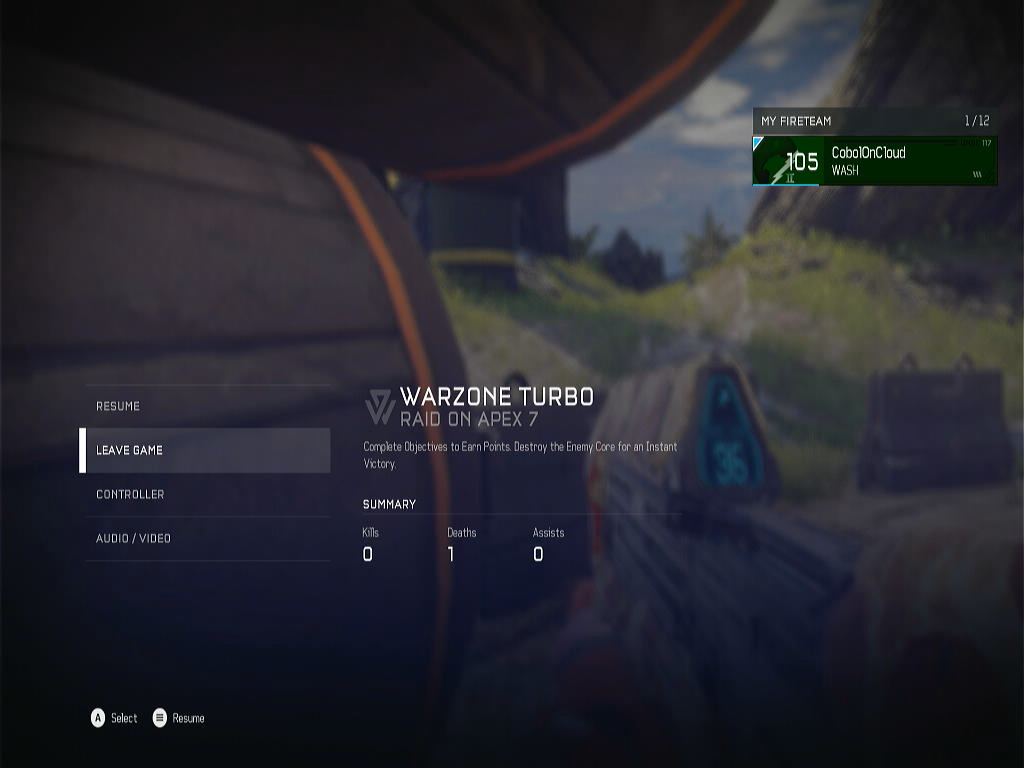 MY FIRETEAM 1/12
117
105 CobolOnCloud
WASH
RESUME
LEAVE GAME
CONTROLLER
AUDIO / VIDEO
WARZONE TURBO
RAID ON APEX 7
Complete Objectives to Earn Points. Destroy the Enemy Core for an Instant
Victory.
SUMMARY
Kills Deaths Assists
0 1 0
36
A Select Resume